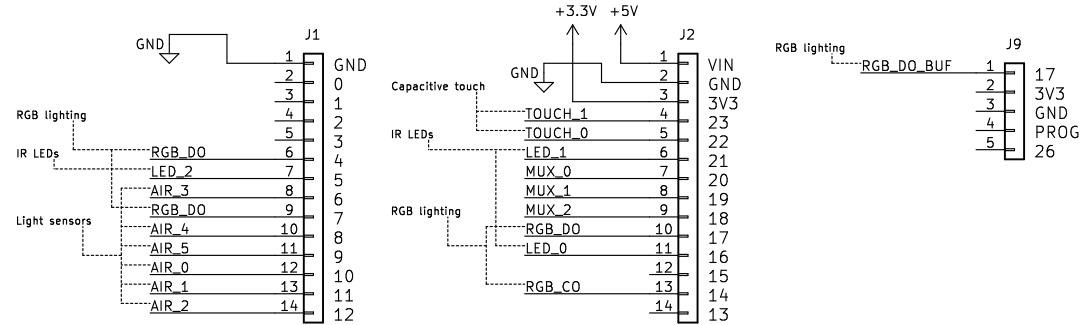 J1
GND
1 GND
2 0
3 1
4 2
5 3
RGB lighting
RGB_DO 6 4
IR LEDs
LED_2 7 5
AIR_3 8 6
RGB_DO 9 7
Light sensors
AIR_4 10 8
AIR_5 11 9
AIR_0 12 10
AIR_1 13 11
AIR_2 14 12
+3.3V +5V
J2
1 VIN
GND
2 GND
3 3V3
Capacitive touch
TOUCH_1 4 23
TOUCH_0 5 22
IR LEDs
LED_1 6 21
MUX_0 7 20
MUX_1 8 19
MUX_2 9 18
RGB lighting
RGB_DO 10 17
LED_0 11 16
12 15
RGB_CO 13 14
14 13
J9
RGB lighting
RGB_DO_BUF 1 17
2 3V3
3 GND
4 PROG
5 26